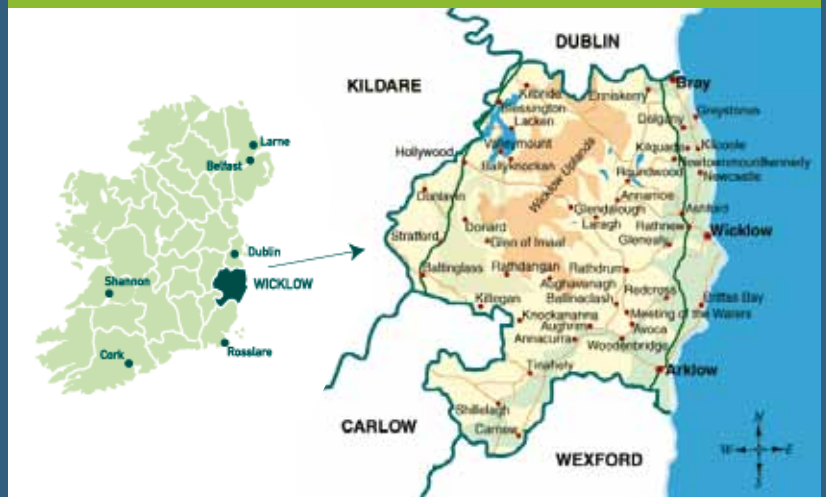 Larne
Belfast
Dublin
WICKLOW
Shannon
Cork
Rosslare
DUBLIN
KILDARE
Bray
Kilbride
Enniskerry
Blessington
Greystones
Lacken
Delgany
Valleymount
Kilquade
Kilcoole
Hollywood
Ballyknockan
Newtownmountkennedy
Roundwood
Newcastle
Wicklow Uplands
Dunlavin
Annamoe
Glendalough
Ashford
Donard
Laragh
Rathnew
Wicklow
Stratford
Glen of Imaal
Glenealy
Baltinglass
Rathdangan
Rathdrum
Aghavanagh
Redcross
Kiltegan
Ballinaclash
Brittas Bay
Knockananna
Meeting of the Waters
Aughrim
Avoca
Annacurra
Woodenbridge
Tinahely
Arklow
Shillelagh
CARLOW
Carnew
WEXFORD
N
W
E
S